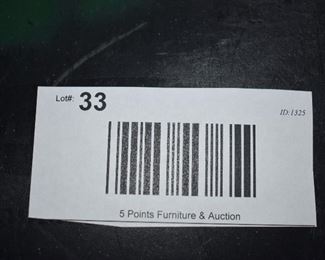 Lot#: 33
ID:1325
5 Points Furniture & Auction